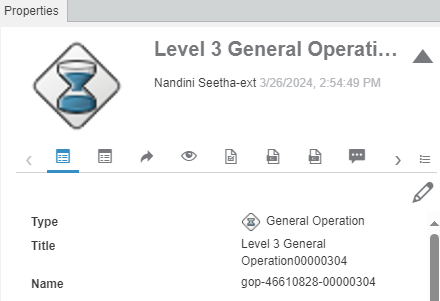 Properties
Level 3 General Operati...
Nandini Seetha-ext 3/26/2024, 2:54:49 PM
Type General Operation
Title Level 3 General
Operation00000304
Name gop-46610828-00000304